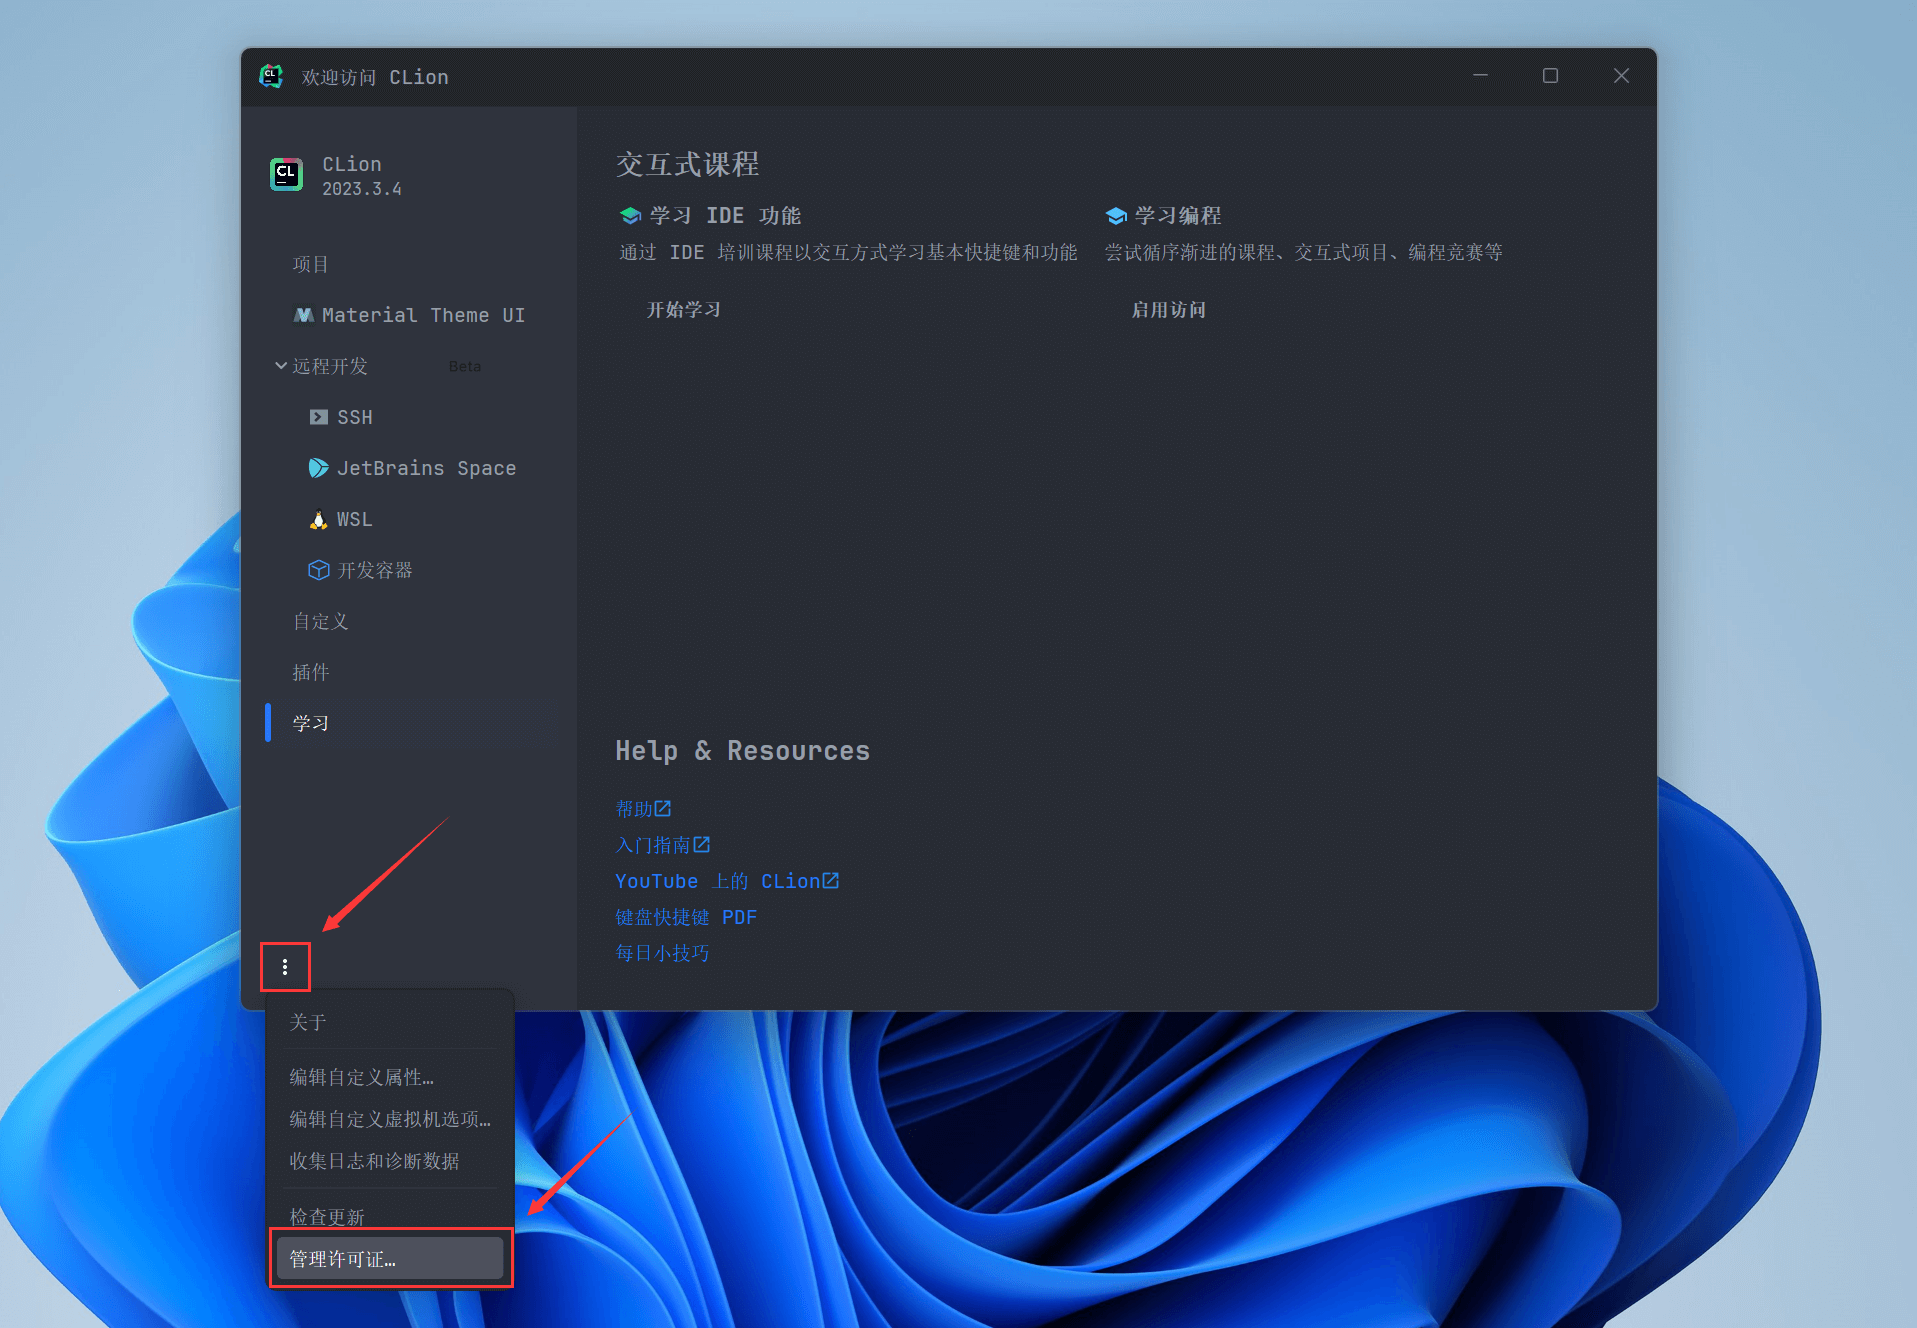 欢迎访问 CLion
CLion
2023.3.4
项目
Material Theme UI
远程开发 Beta
SSH
JetBrains Space
WSL
开发容器
自定义
插件
学习
交互式课程
学习 IDE 功能
通过 IDE 培训课程以交互方式学习基本快捷键和功能
开始学习
学习编程
尝试循序渐进的课程、交互式项目、编程竞赛等
启用访问
Help & Resources
帮助
入门指南
YouTube 上的 CLion
键盘快捷键 PDF
每日小技巧
关于
编辑自定义属性…
编辑自定义虚拟机选项…
收集日志和诊断数据
检查更新
管理许可证…